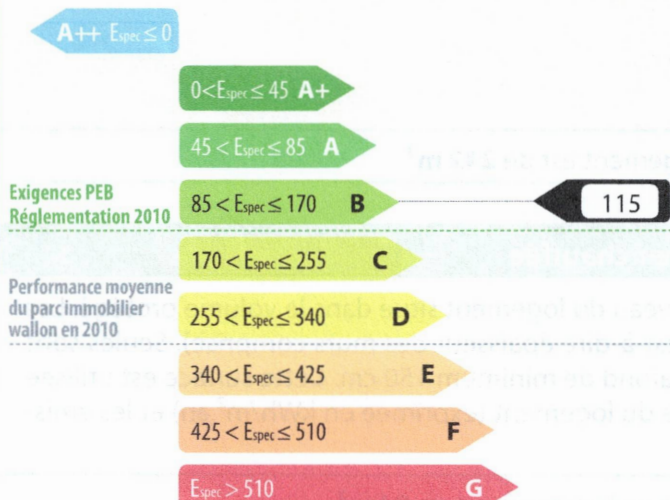 A++ Espec ≤ 0
0<Espec ≤ 45 A+
45 < Espec ≤ 85 A
Exigences PEB
Réglementation 2010
85 < Espec ≤ 170 B
115
170 < Espec ≤ 255 C
Performance moyenne
du parc immobilier
wallon en 2010
255 < Espec ≤ 340 D
340 < Espec ≤ 425 E
425 < Espec ≤ 510 F
Espec > 510 G